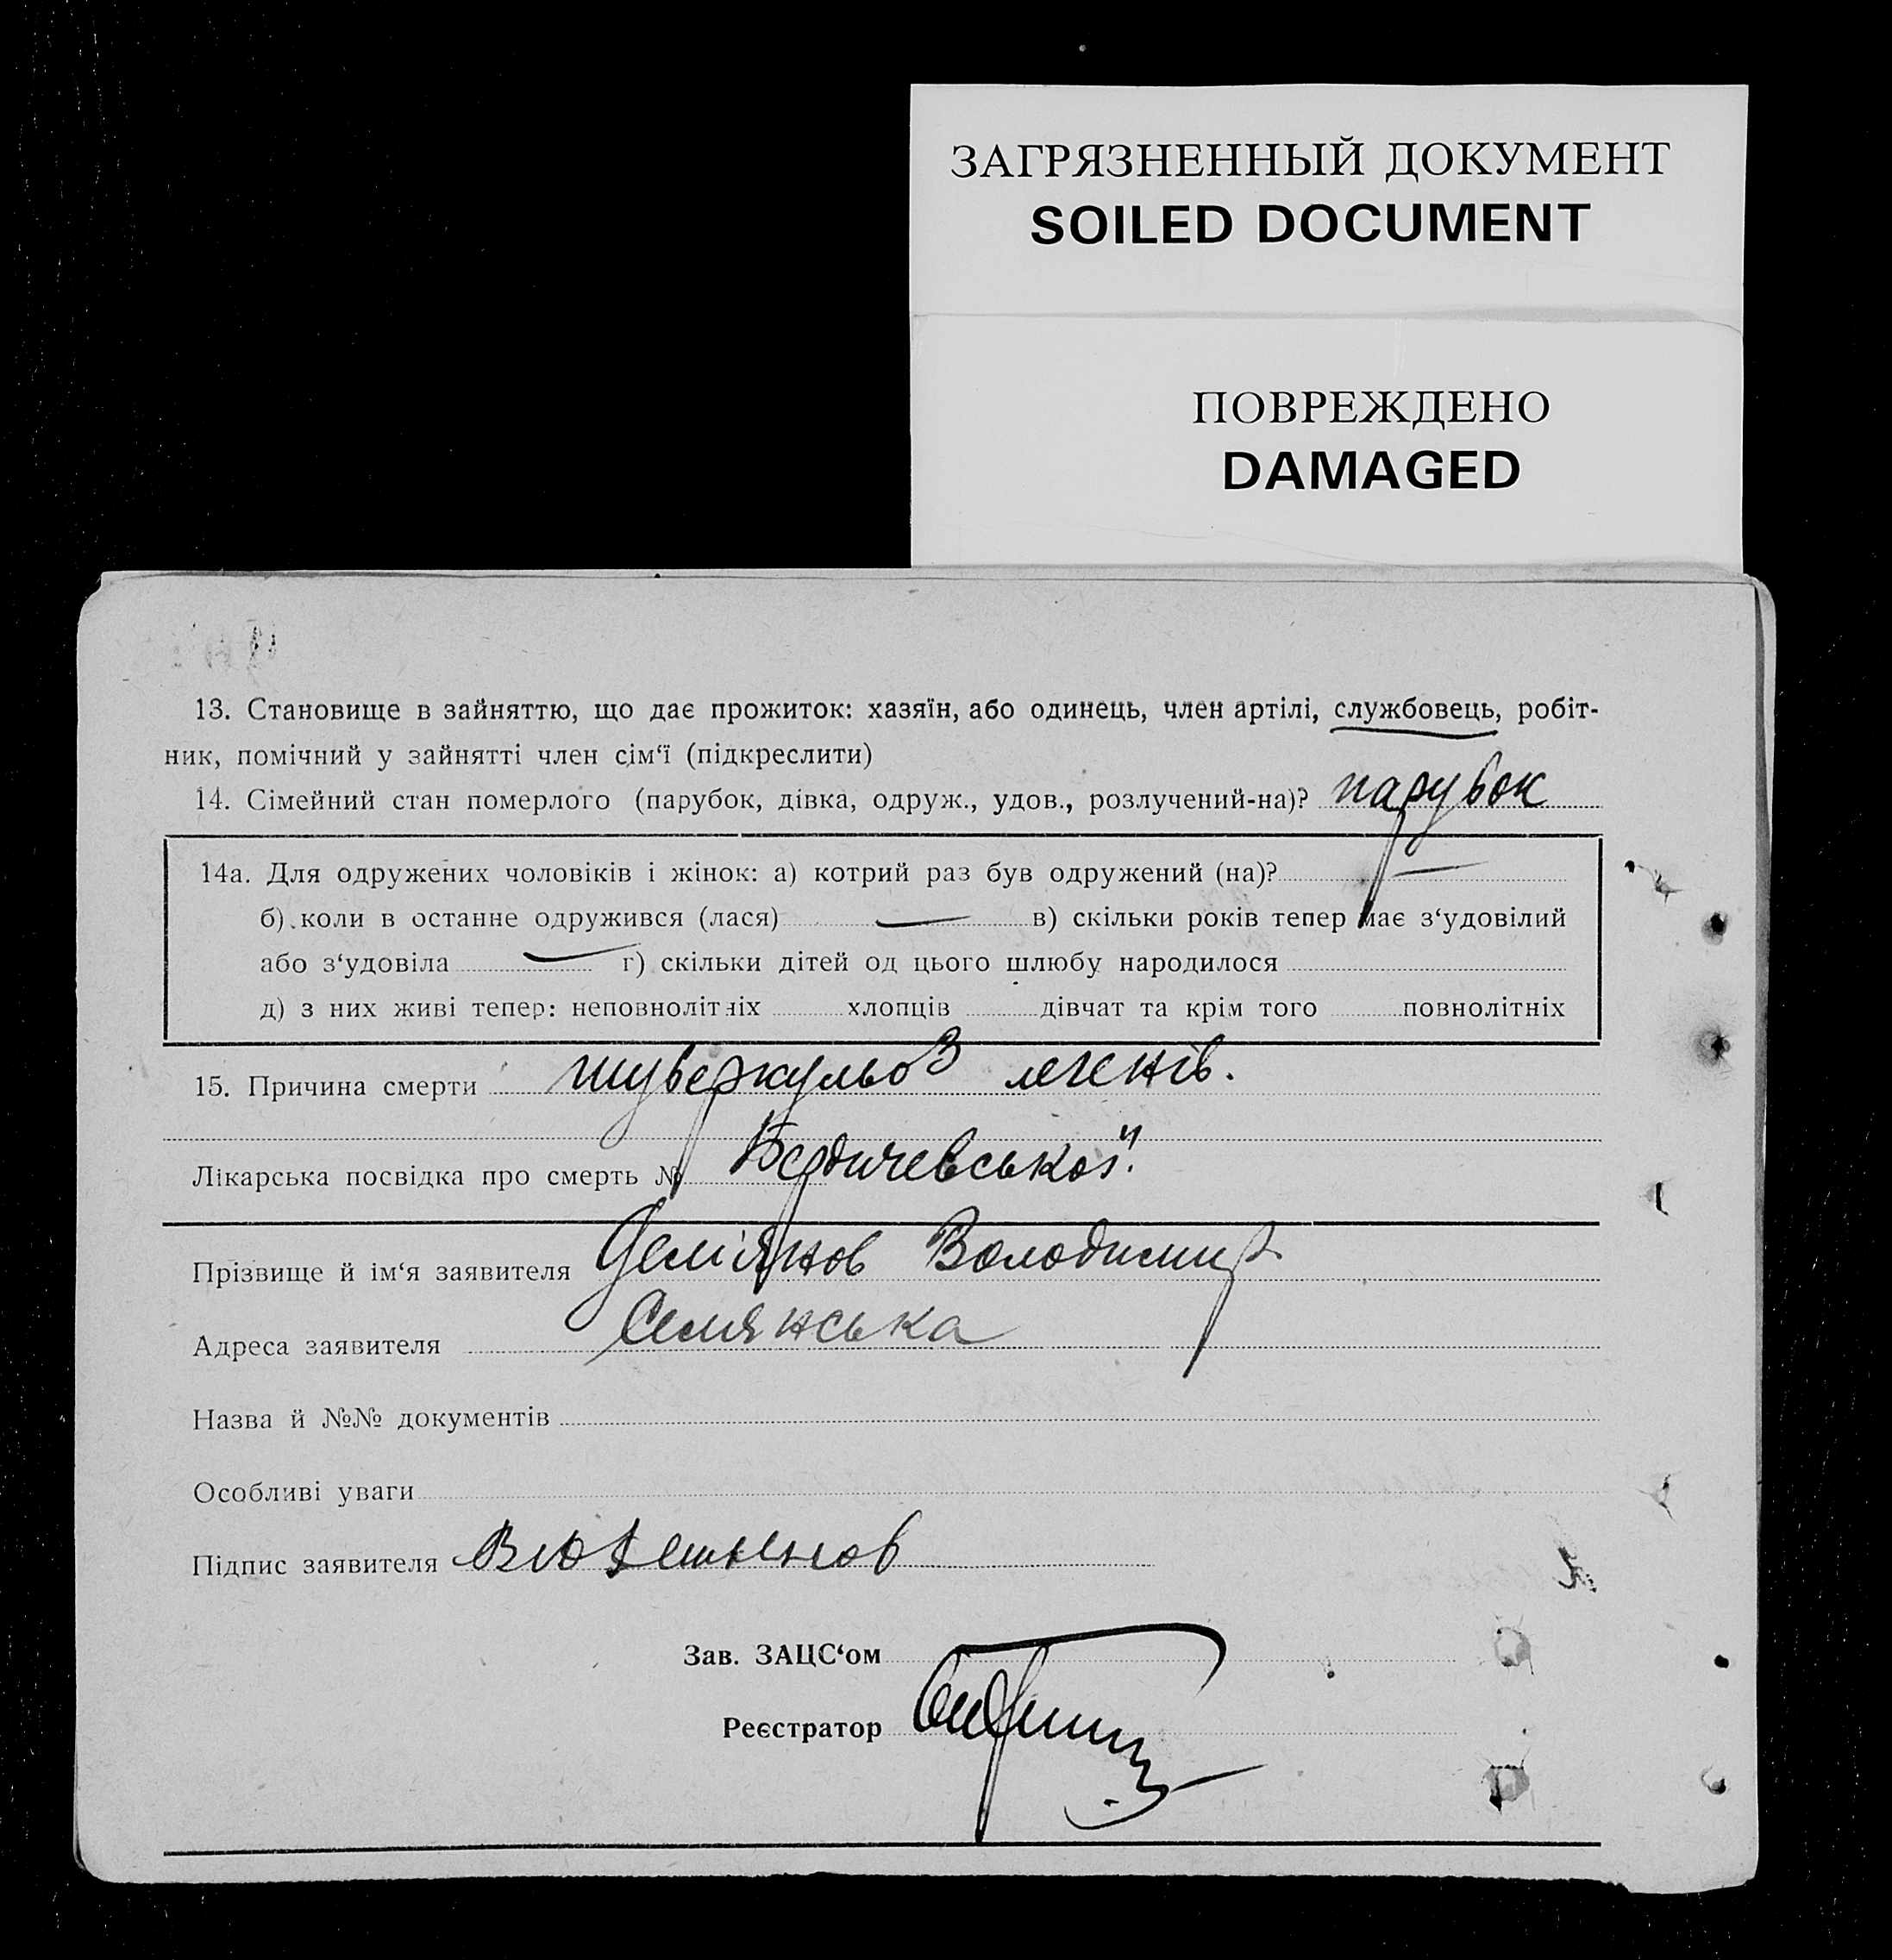 ЗАГРЯЗНЕННЫЙ ДОКУМЕНТ
SOILED DOCUMENT
ПОВРЕЖДЕНО
DAMAGED
13. Становище в зайняттю, що дає прожиток: хазяїн, або одинець, член артілі, службовець, робіт-
ник, помічний у зайнятті член сім‘ї (підкреслити)
14. Сімейний стан померлого (парубок, дівка, одруж., удов., розлучений-на)? парубок
14а. Для одружених чоловіків і жінок: а) котрий раз був одружений (на)? —
б) коли в останне одружився (лася) — в) скільки років тепер має з‘удовілий
або з‘удовіла — г) скільки дітей од цього шлюбу народилося
д) з них живі тепер: неповнолітніх хлопців дівчат та крім того повнолітніх
15. Причина смерти туберкульоз легенів.
Лікарська посвідка про смерть № Бердичевської.
Прізвище й ім‘я заявителя Демʼянов Володимир
Адреса заявителя
Назва й №№ документів
Особливі уваги
Підпис заявителя
Зав. ЗАЦС‘ом
Реєстратор